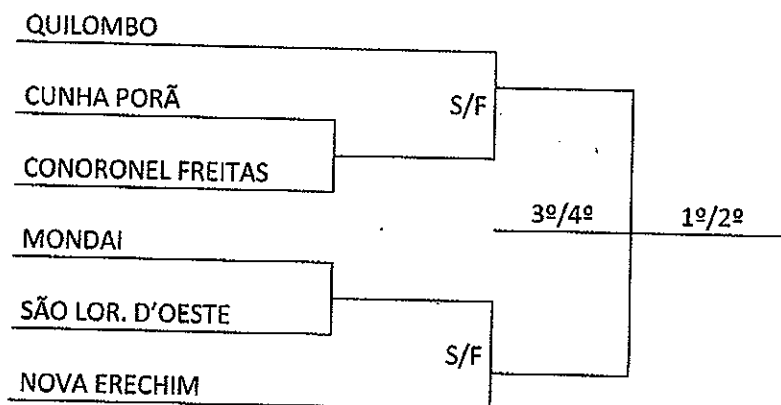 QUILOMBO
S/F
CUNHA PORÃ
CONORONEL FREITAS
3º/4º
1º/2º
MONDAI
SÃO LOR. D'OESTE
S/F
NOVA ERECHIM